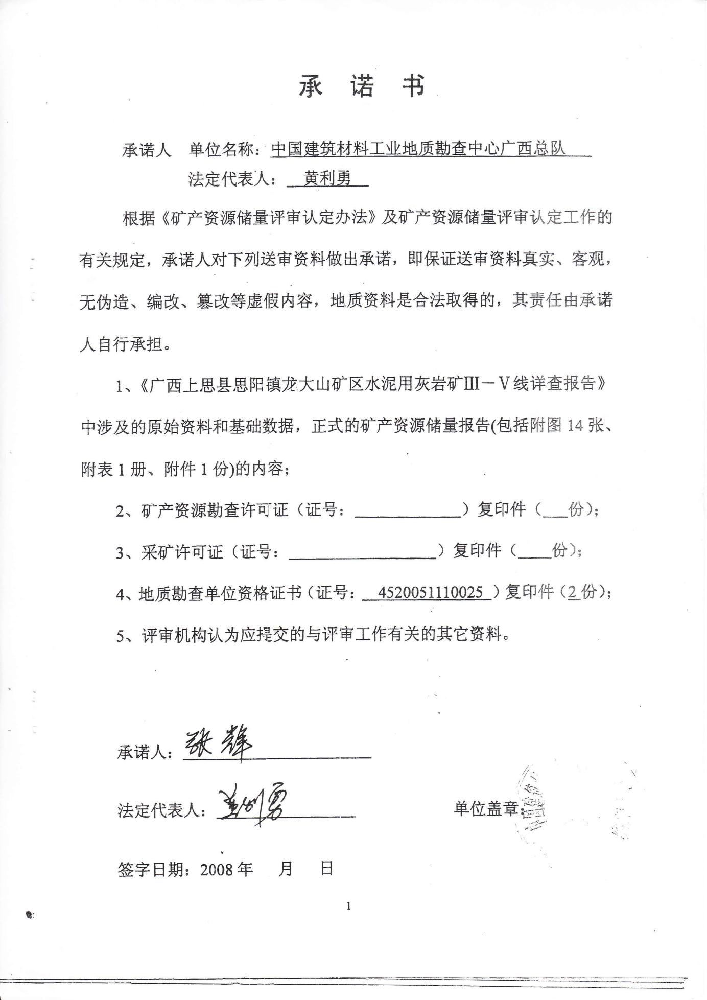 承 诺 书
承诺人 单位名称：中国建筑材料工业地质勘查中心广西总队
法定代表人：黄利勇
根据《矿产资源储量评审认定办法》及矿产资源储量评审认定工作的
有关规定，承诺人对下列送审资料做出承诺，即保证送审资料真实、客观，
无伪造、编改、篡改等虚假内容，地质资料是合法取得的，其责任由承诺
人自行承担。
1、《广西上思县思阳镇龙大山矿区水泥用灰岩矿Ⅲ－Ⅴ线详查报告》
中涉及的原始资料和基础数据，正式的矿产资源储量报告(包括附图 14 张、
附表 1 册、附件 1 份)的内容；
2、矿产资源勘查许可证（证号：____________）复印件（__份）；
3、采矿许可证（证号：________________）复印件（___份）；
4、地质勘查单位资格证书（证号：4520051110025）复印件（2份）；
5、评审机构认为应提交的与评审工作有关的其它资料。
承诺人：张辉
法定代表人：黄利勇 单位盖章：
签字日期：2008 年 月 日
1